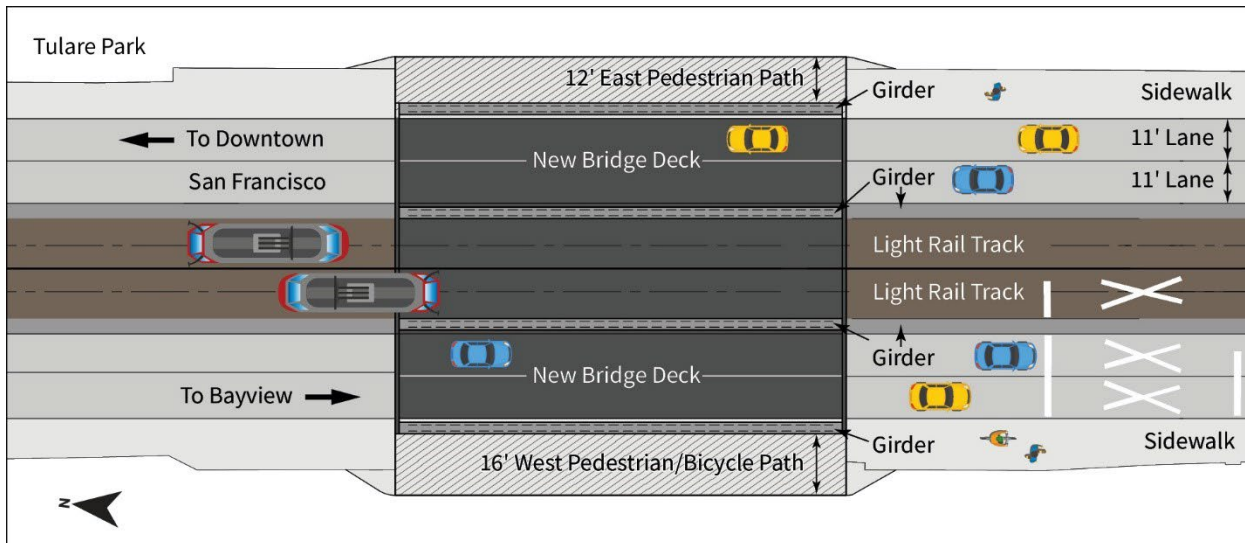 Tulare Park
12' East Pedestrian Path
Girder
Sidewalk
To Downtown
San Francisco
New Bridge Deck
11' Lane
11' Lane
Girder
Light Rail Track
Light Rail Track
Girder
New Bridge Deck
To Bayview
Girder
Sidewalk
16' West Pedestrian/Bicycle Path
N